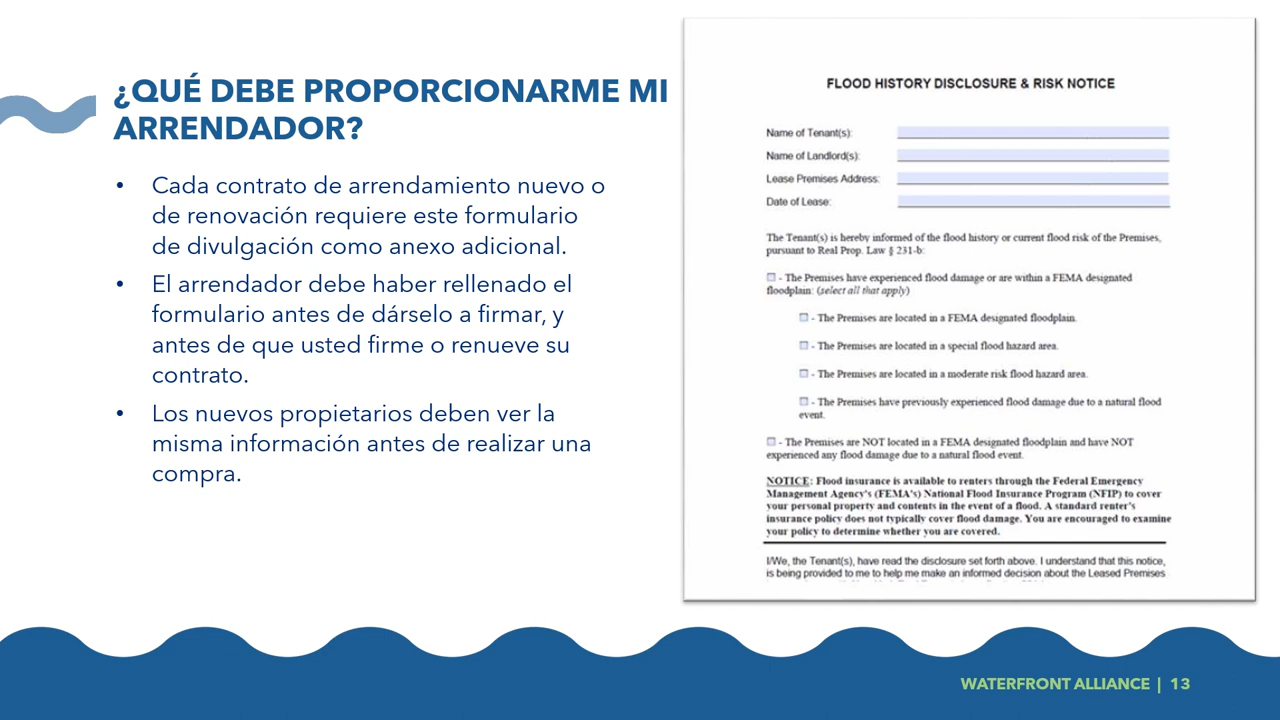 ¿QUÉ DEBE PROPORCIONARME MI
ARRENDADOR?
• Cada contrato de arrendamiento nuevo o
de renovación requiere este formulario
de divulgación como anexo adicional.
• El arrendador debe haber rellenado el
formulario antes de dárselo a firmar, y
antes de que usted firme o renueve su
contrato.
• Los nuevos propietarios deben ver la
misma información antes de realizar una
compra.
FLOOD HISTORY DISCLOSURE & RISK NOTICE
Name of Tenant(s):
Name of Landlord(s):
Lease Premises Address:
Date of Lease:
The Tenant(s) is hereby informed of the flood history or current flood risk of the Premises,
pursuant to Real Prop. Law § 231-b:
☐ - The Premises have experienced flood damage or are within a FEMA designated
floodplain: (select all that apply)
☐ - The Premises are located in a FEMA designated floodplain.
☐ - The Premises are located in a special flood hazard area.
☐ - The Premises are located in a moderate risk flood hazard area.
☐ - The Premises have previously experienced flood damage due to a natural flood
event.
☐ - The Premises are NOT located in a FEMA designated floodplain and have NOT
experienced any flood damage due to a natural flood event.
NOTICE: Flood insurance is available to renters through the Federal Emergency
Management Agency's (FEMA's) National Flood Insurance Program (NFIP) to cover
your personal property and contents in the event of a flood. A standard renter's
insurance policy does not typically cover flood damage. You are encouraged to examine
your policy to determine whether you are covered.
I/We, the Tenant(s), have read the disclosure set forth above. I understand that this notice,
is being provided to me to help me make an informed decision about the Leased Premises
WATERFRONT ALLIANCE | 13